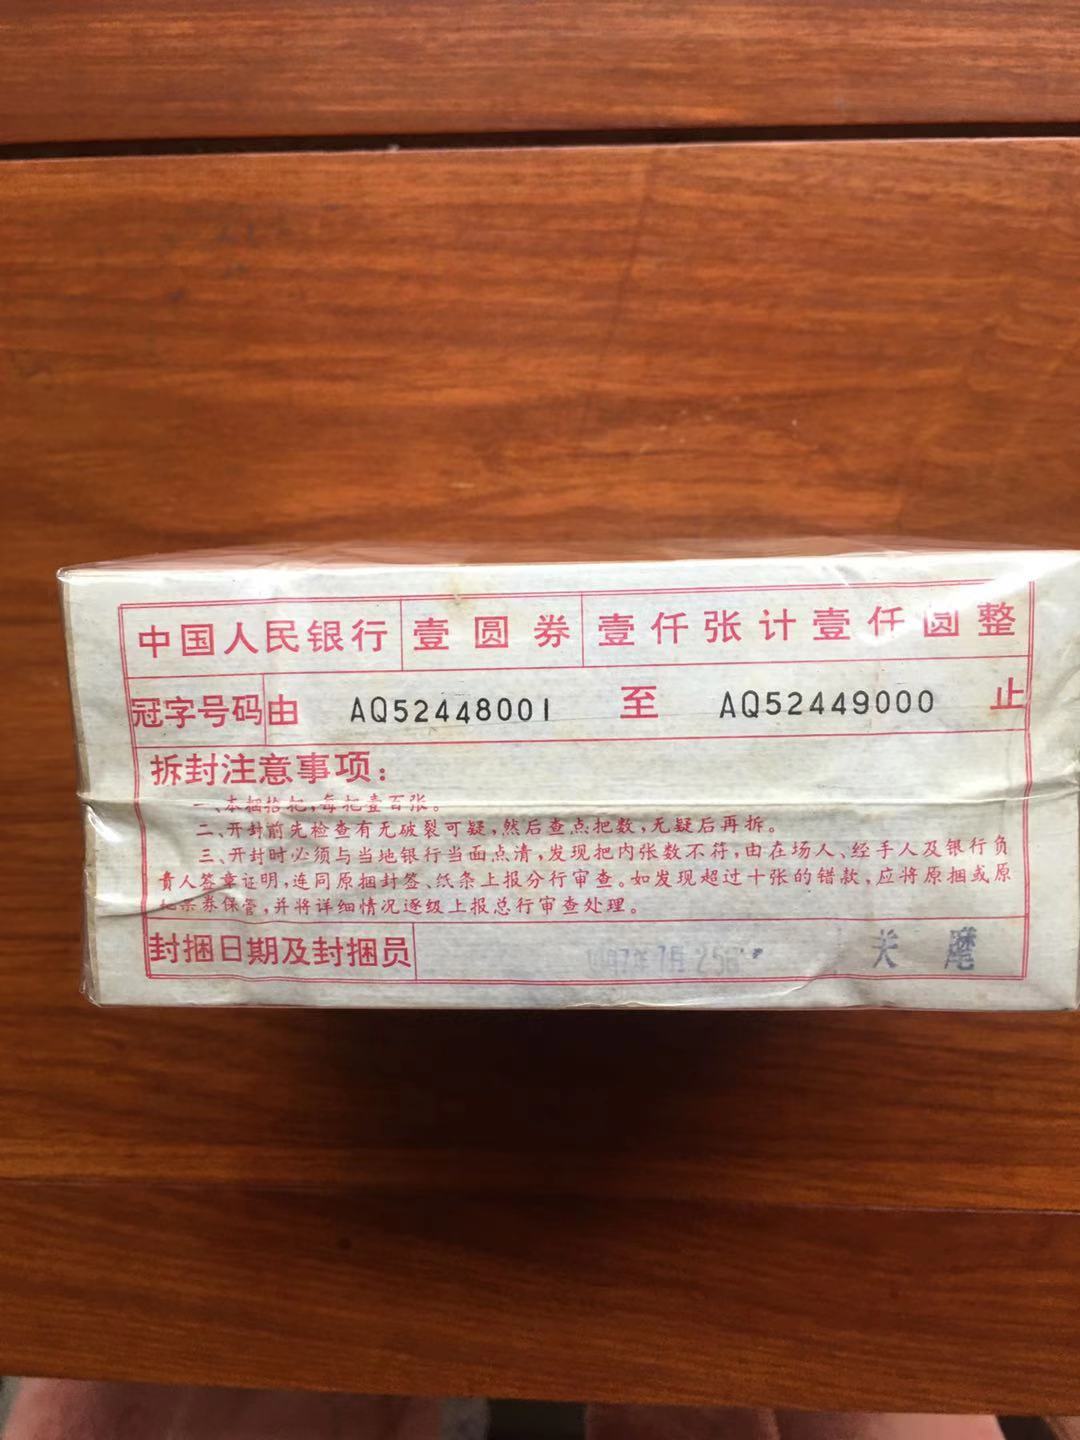 中国人民银行 壹圆券 壹仟张计壹仟圆整
冠字号码 由 AQ52448001 至 AQ52449000 止
拆封注意事项：
一、本捆拾把，每把壹百张。
二、开封前先检查有无破裂可疑，然后查点把数，无疑后再拆。
三、开封时必须与当地银行当面点清，发现把内张数不符，由在场人、经手人及银行负
责人签章证明，连同原捆封签、纸条上报分行审查。如发现超过十张的错款，应将原捆或原
把票券保管，并将详细情况逐级上报总行审查处理。
封捆日期及封捆员